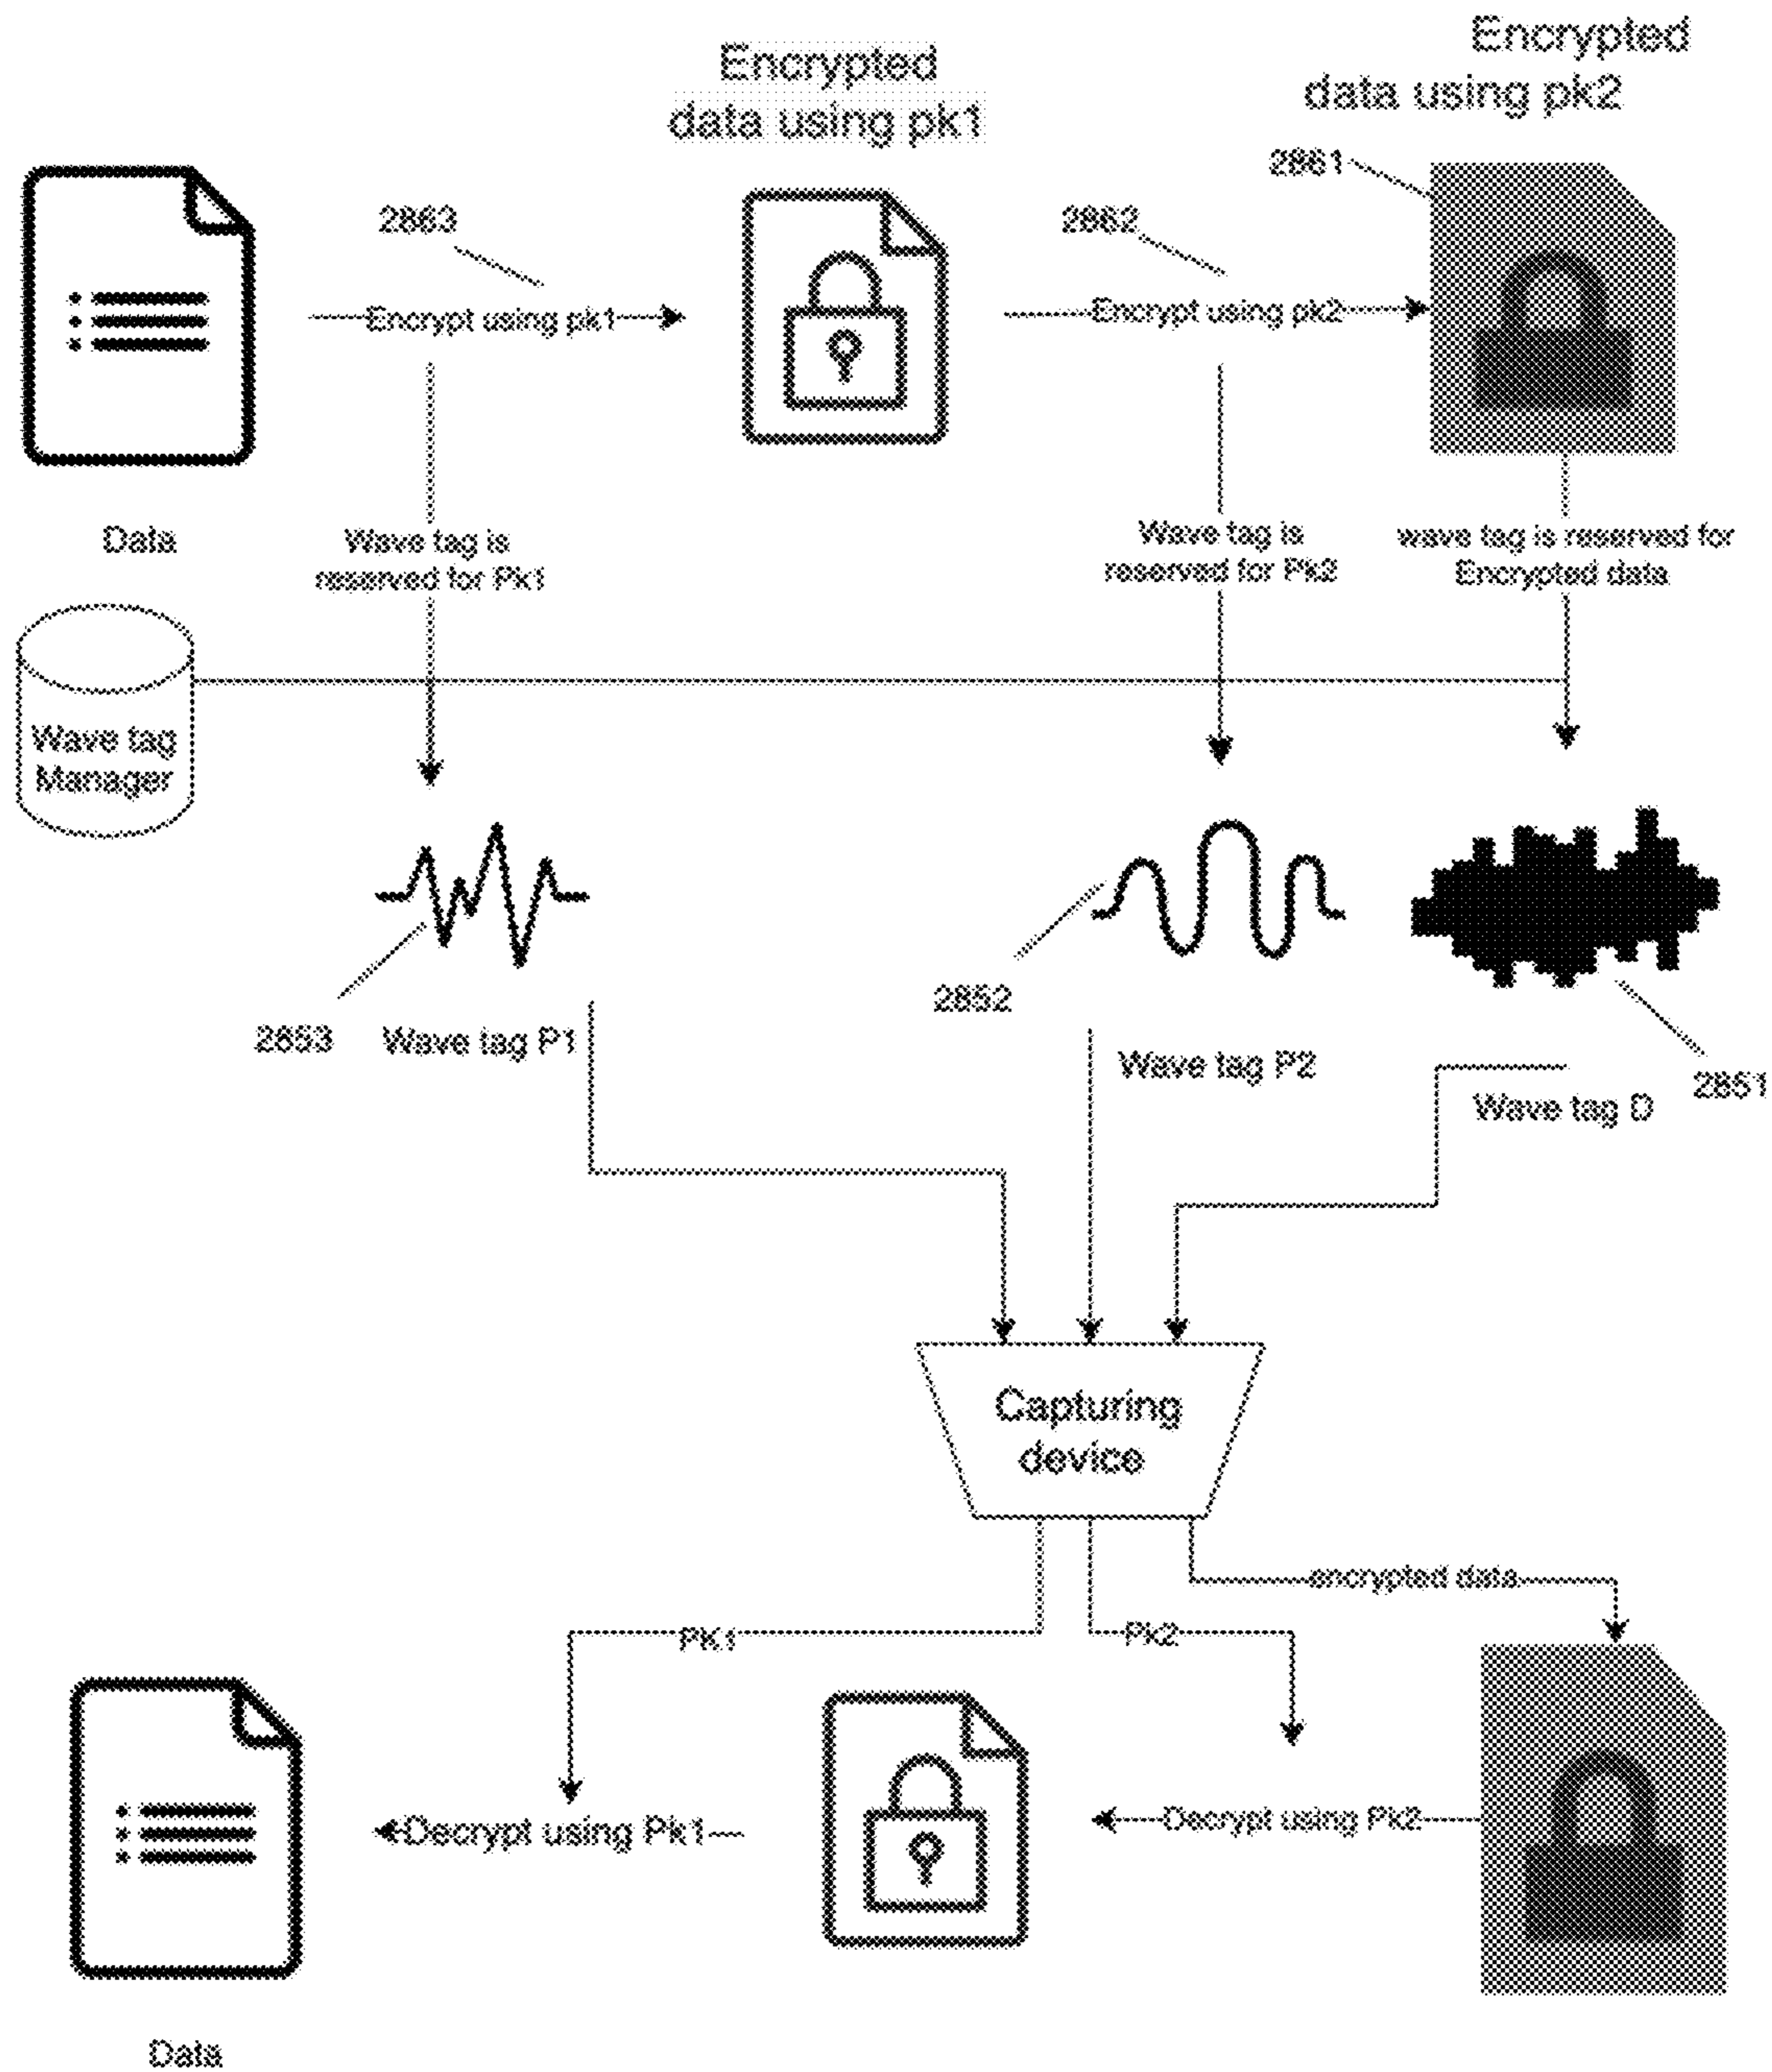 Encrypted
data using pk1
Encrypted
data using pk2
2861
2863
2862
Encrypt using pk1
Encrypt using pk2
Data
Wave tag is
reserved for Pk1
Wave tag is
reserved for Pk2
wave tag is reserved for
Encrypted data
Wave tag
Manager
2853
Wave tag P1
2852
Wave tag P2
2851
Wave tag D
Capturing
device
encrypted data
PK1
Pk2
Decrypt using Pk1
Decrypt using Pk2
Data